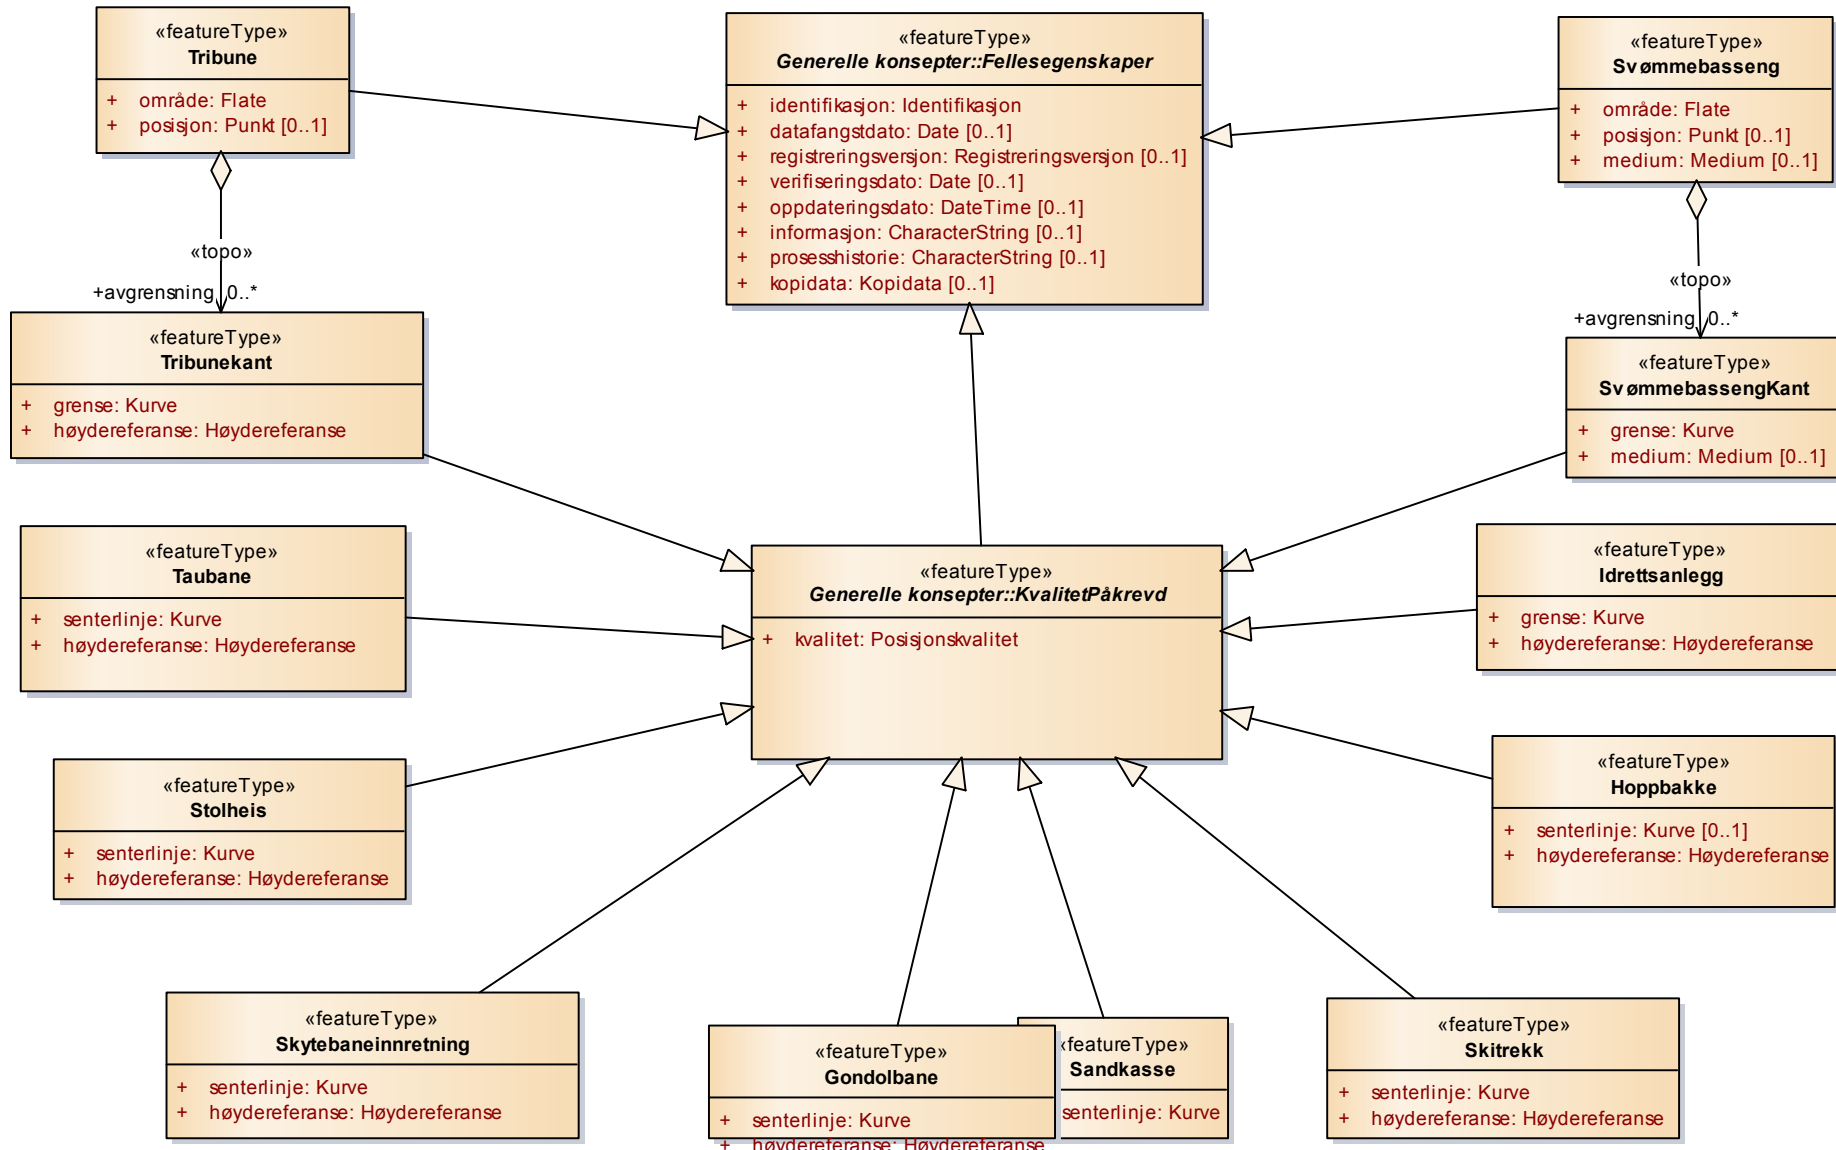 «featureType»
Tribune
+ område: Flate
+ posisjon: Punkt [0..1]
«featureType»
Generelle konsepter::Fellesegenskaper
+ identifikasjon: Identifikasjon
+ datafangstdato: Date [0..1]
+ registreringsversjon: Registreringsversjon [0..1]
+ verifiseringsdato: Date [0..1]
+ oppdateringsdato: DateTime [0..1]
+ informasjon: CharacterString [0..1]
+ prosesshistorie: CharacterString [0..1]
+ kopidata: Kopidata [0..1]
«featureType»
Svømmebasseng
+ område: Flate
+ posisjon: Punkt [0..1]
+ medium: Medium [0..1]
«topo»
+avgrensning 0..*
«topo»
+avgrensning 0..*
«featureType»
Tribunekant
+ grense: Kurve
+ høydereferanse: Høydereferanse
«featureType»
SvømmebassengKant
+ grense: Kurve
+ medium: Medium [0..1]
«featureType»
Taubane
+ senterlinje: Kurve
+ høydereferanse: Høydereferanse
«featureType»
Generelle konsepter::KvalitetPåkrevd
+ kvalitet: Posisjonskvalitet
«featureType»
Idrettsanlegg
+ grense: Kurve
+ høydereferanse: Høydereferanse
«featureType»
Stolheis
+ senterlinje: Kurve
+ høydereferanse: Høydereferanse
«featureType»
Hoppbakke
+ senterlinje: Kurve [0..1]
+ høydereferanse: Høydereferanse
«featureType»
Skytebaneinnretning
+ senterlinje: Kurve
+ høydereferanse: Høydereferanse
«featureType»
Gondolbane
+ senterlinje: Kurve
+ høydereferanse: Høydereferanse
«featureType»
Sandkasse
senterlinje: Kurve
«featureType»
Skitrekk
+ senterlinje: Kurve
+ høydereferanse: Høydereferanse